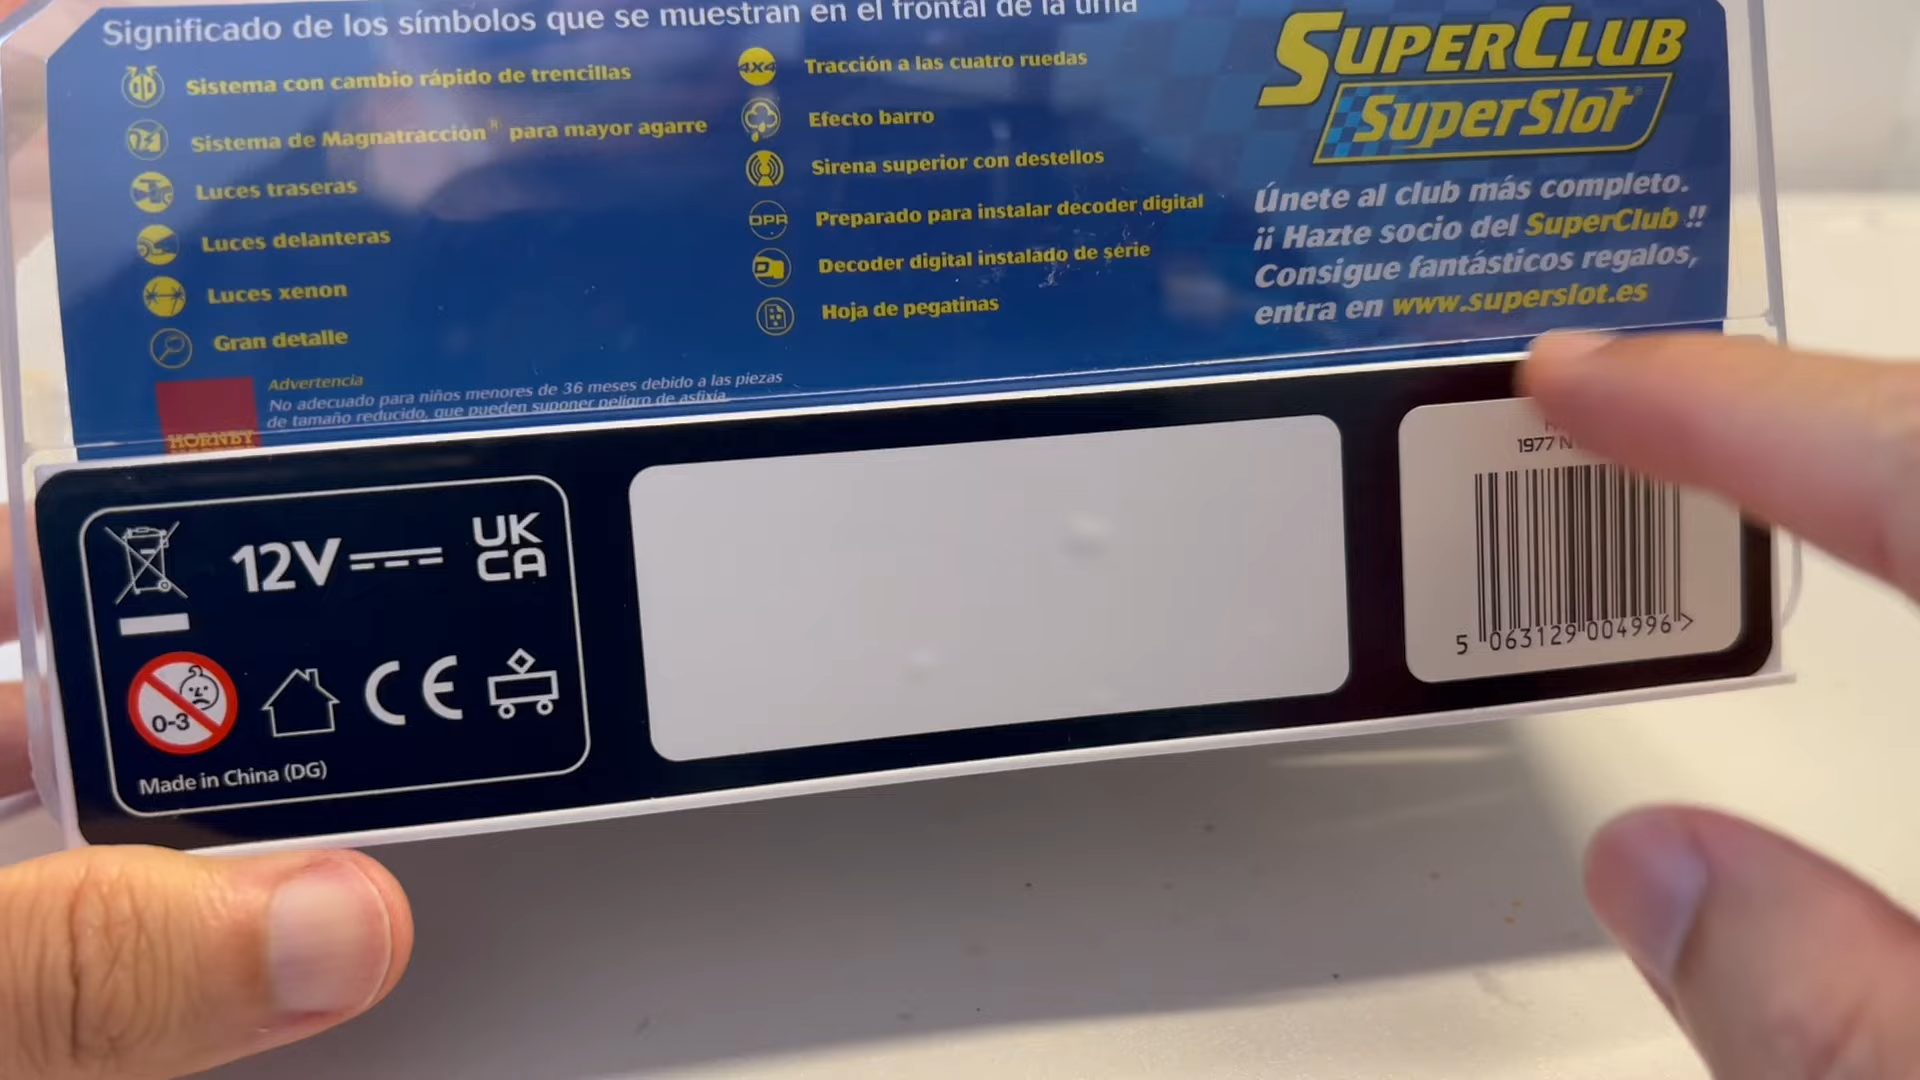 Significado de los símbolos que se muestran en el frontal de la urna
Sistema con cambio rápido de trencillas
Sistema de Magnatracción® para mayor agarre
Luces traseras
Luces delanteras
Luces xenon
Gran detalle
4X4 Tracción a las cuatro ruedas
Efecto barro
Sirena superior con destellos
DPR Preparado para instalar decoder digital
D Decoder digital instalado de serie
Hoja de pegatinas
SUPERCLUB
SuperSlot®
Únete al club más completo.
¡¡ Hazte socio del SuperClub !!
Consigue fantásticos regalos,
entra en www.superslot.es
HORNBY
Advertencia
No adecuado para niños menores de 36 meses debido a las piezas
de tamaño reducido, que pueden suponer peligro de asfixia
12V
UK
CA
0-3
CE
Made in China (DG)
1977
5 063129 004996 >